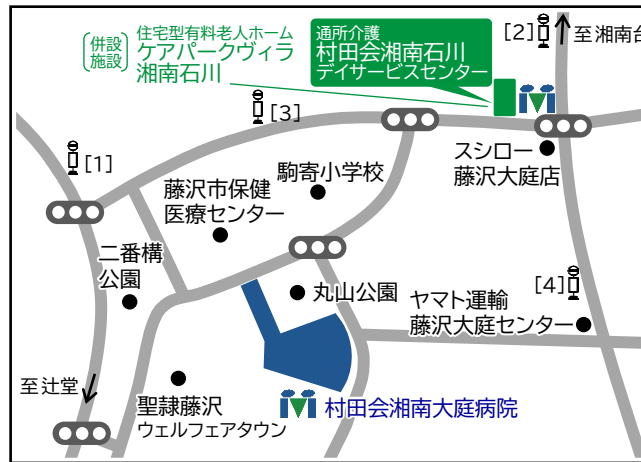 併設
施設
住宅型有料老人ホーム
ケアパークヴィラ
湘南石川
通所介護
村田会湘南石川
デイサービスセンター
[2]
至湘南台
[3]
[1]
スシロー
藤沢大庭店
駒寄小学校
藤沢市保健
医療センター
二番構
公園
丸山公園
[4]
ヤマト運輸
藤沢大庭センター
至辻堂
聖隷藤沢
ウェルフェアタウン
村田会湘南大庭病院